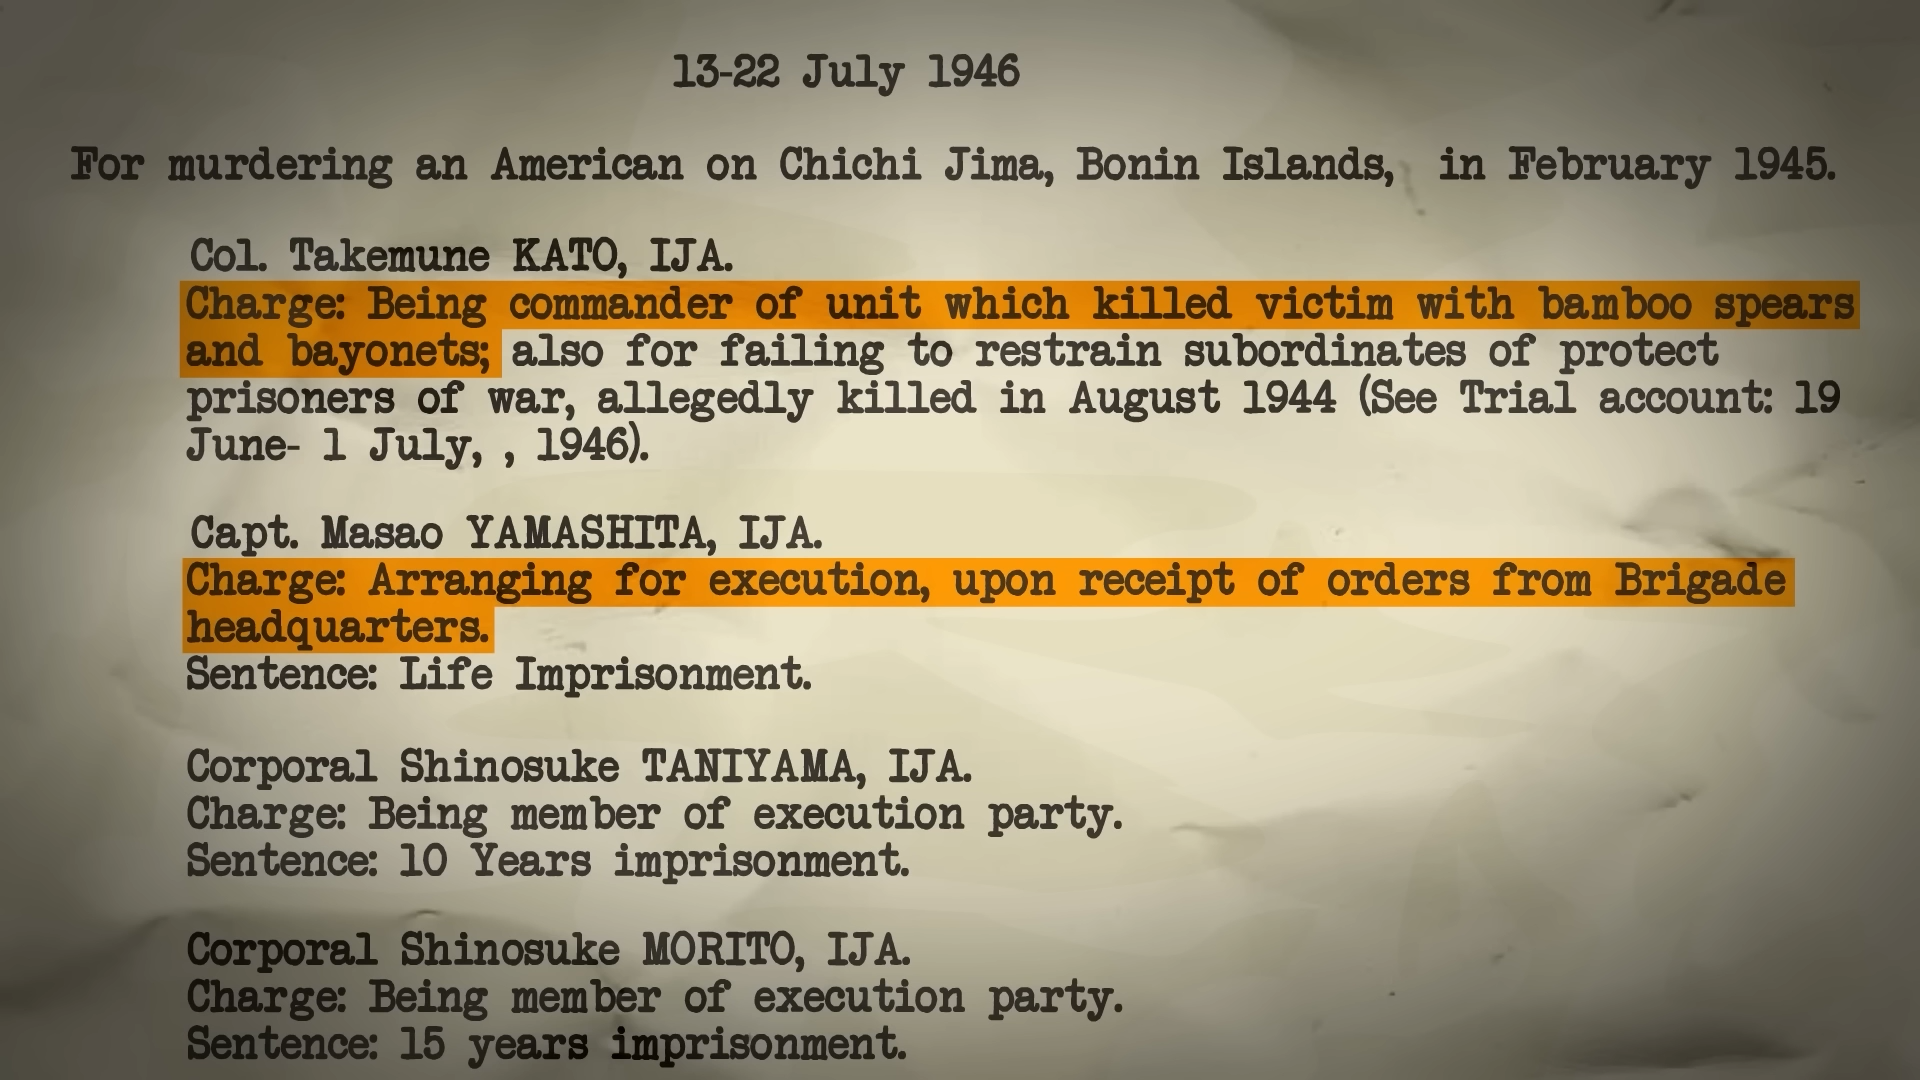 13-22 July 1946
For murdering an American on Chichi Jima, Bonin Islands, in February 1945.
Col. Takemune KATO, IJA.
Charge: Being commander of unit which killed victim with bamboo spears
and bayonets; also for failing to restrain subordinates of protect
prisoners of war, allegedly killed in August 1944 (See Trial account: 19
June- 1 July, , 1946).
Capt. Masao YAMASHITA, IJA.
Charge: Arranging for execution, upon receipt of orders from Brigade
headquarters.
Sentence: Life Imprisonment.
Corporal Shinosuke TANIYAMA, IJA.
Charge: Being member of execution party.
Sentence: 10 Years imprisonment.
Corporal Shinosuke MORITO, IJA.
Charge: Being member of execution party.
Sentence: 15 years imprisonment.